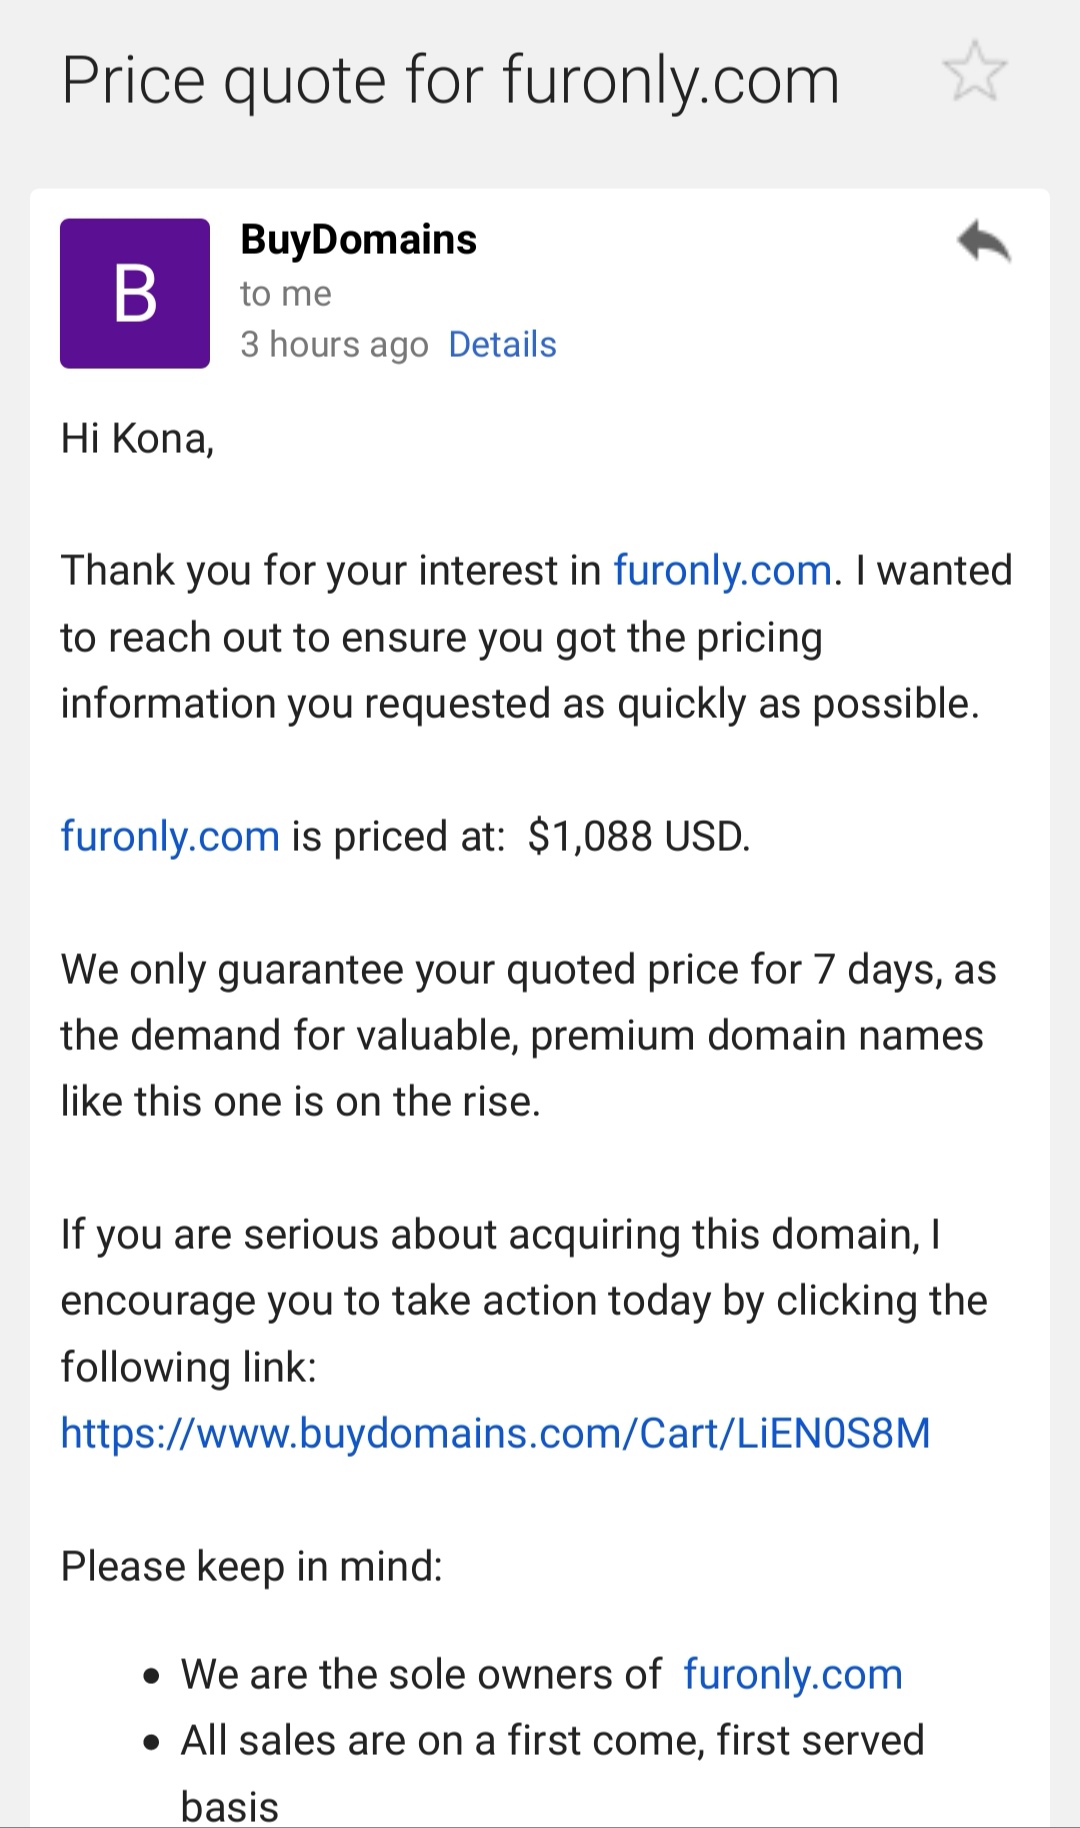 Price quote for furonly.com
B
BuyDomains
to me
3 hours ago Details
Hi Kona,
Thank you for your interest in furonly.com. I wanted
to reach out to ensure you got the pricing
information you requested as quickly as possible.
furonly.com is priced at: $1,088 USD.
We only guarantee your quoted price for 7 days, as
the demand for valuable, premium domain names
like this one is on the rise.
If you are serious about acquiring this domain, I
encourage you to take action today by clicking the
following link:
https://www.buydomains.com/Cart/LiEN0S8M
Please keep in mind:
• We are the sole owners of furonly.com
• All sales are on a first come, first served
basis